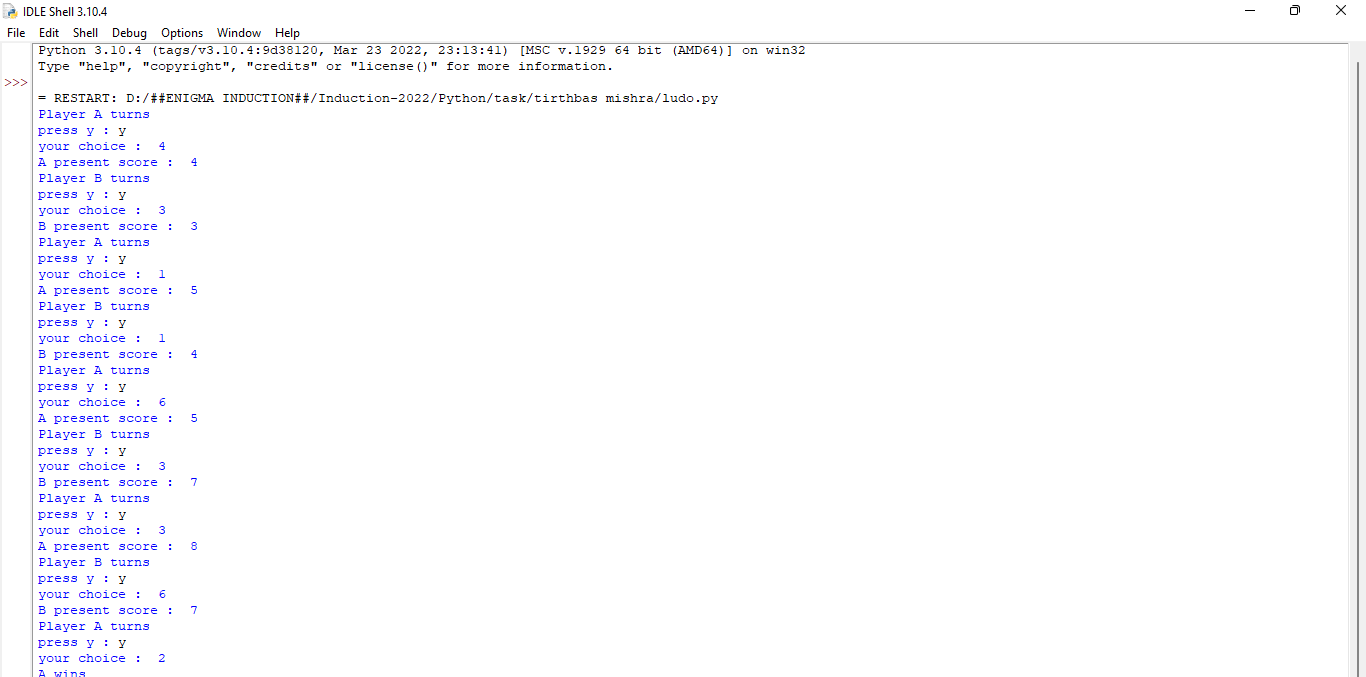 IDLE Shell 3.10.4
File Edit Shell Debug Options Window Help
Python 3.10.4 (tags/v3.10.4:9d38120, Mar 23 2022, 23:13:41) [MSC v.1929 64 bit (AMD64)] on win32
Type "help", "copyright", "credits" or "license()" for more information.
>>>
= RESTART: D:/##ENIGMA INDUCTION##/Induction-2022/Python/task/tirthbas mishra/ludo.py
Player A turns
press y : y
your choice :  4
A present score :  4
Player B turns
press y : y
your choice :  3
B present score :  3
Player A turns
press y : y
your choice :  1
A present score :  5
Player B turns
press y : y
your choice :  1
B present score :  4
Player A turns
press y : y
your choice :  6
A present score :  5
Player B turns
press y : y
your choice :  3
B present score :  7
Player A turns
press y : y
your choice :  3
A present score :  8
Player B turns
press y : y
your choice :  6
B present score :  7
Player A turns
press y : y
your choice :  2
A wins